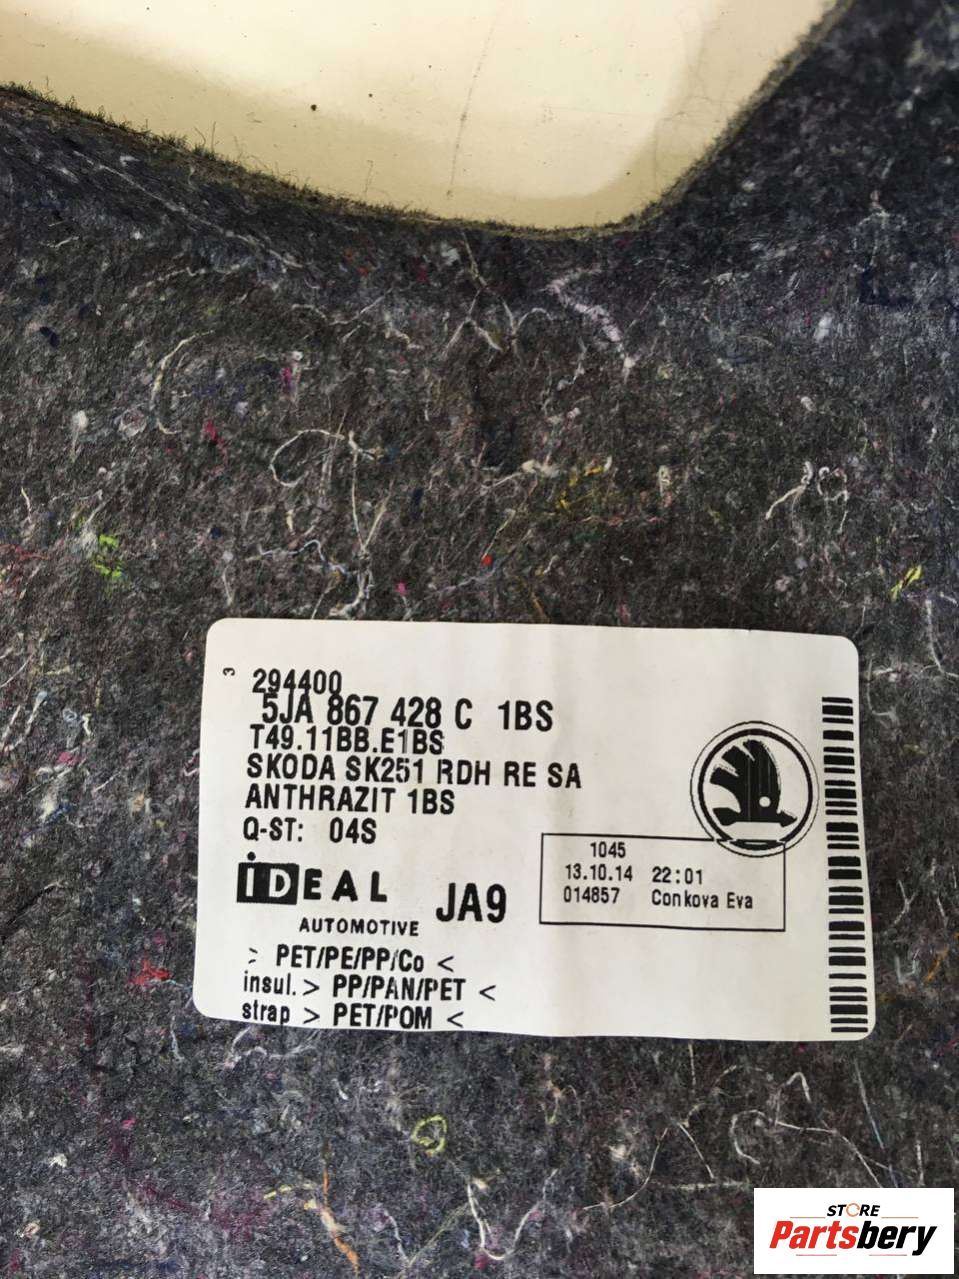 3
294400
5JA 867 428 C 1BS
T49.11BB.E1BS
SKODA SK251 RDH RE SA
ANTHRAZIT 1BS
Q-ST: 04S
1045
13.10.14 22:01
014857 Conkova Eva
iDEAL
AUTOMOTIVE
JA9
> PET/PE/PP/Co <
insul. > PP/PAN/PET <
strap > PET/POM <
STORE
Partsbery